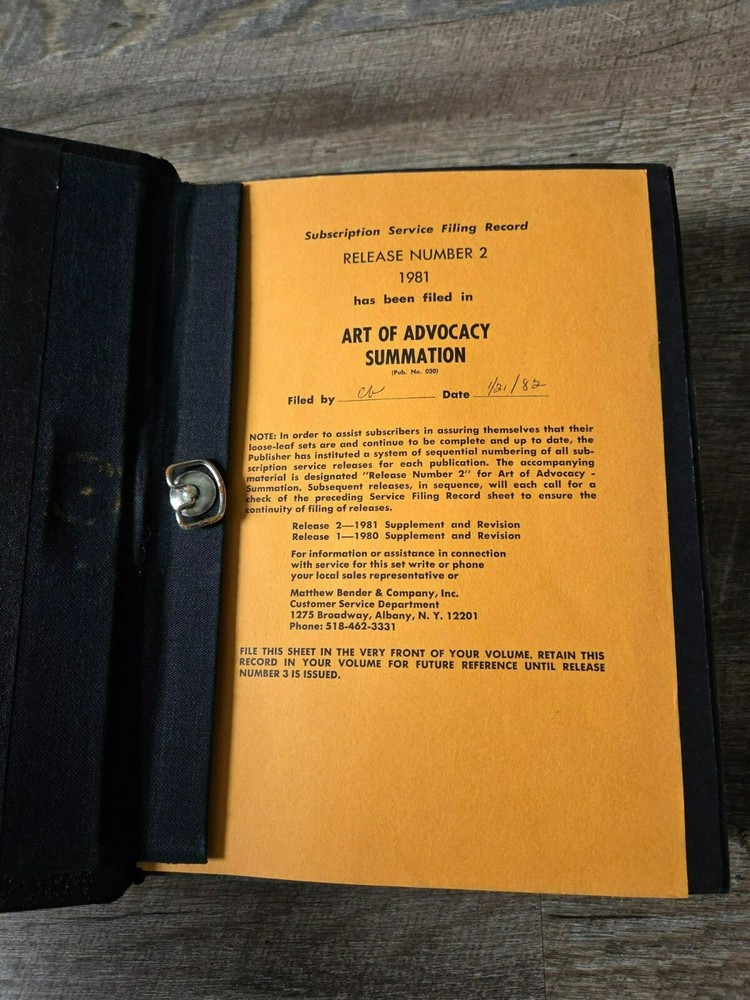 Subscription Service Filing Record
RELEASE NUMBER 2
1981
has been filed in
ART OF ADVOCACY
SUMMATION
(Pub. No. 030)
Filed by Date 1/21/82
NOTE: In order to assist subscribers in assuring themselves that their
loose-leaf sets are and continue to be complete and up to date, the
Publisher has instituted a system of sequential numbering of all sub-
scription service releases for each publication. The accompanying
material is designated "Release Number 2" for Art of Advocacy -
Summation. Subsequent releases, in sequence, will each call for a
check of the preceding Service Filing Record sheet to ensure the
continuity of filing of releases.
Release 2—1981 Supplement and Revision
Release 1—1980 Supplement and Revision
For information or assistance in connection
with service for this set write or phone
your local sales representative or
Matthew Bender & Company, Inc.
Customer Service Department
1275 Broadway, Albany, N. Y. 12201
Phone: 518-462-3331
FILE THIS SHEET IN THE VERY FRONT OF YOUR VOLUME. RETAIN THIS
RECORD IN YOUR VOLUME FOR FUTURE REFERENCE UNTIL RELEASE
NUMBER 3 IS ISSUED.